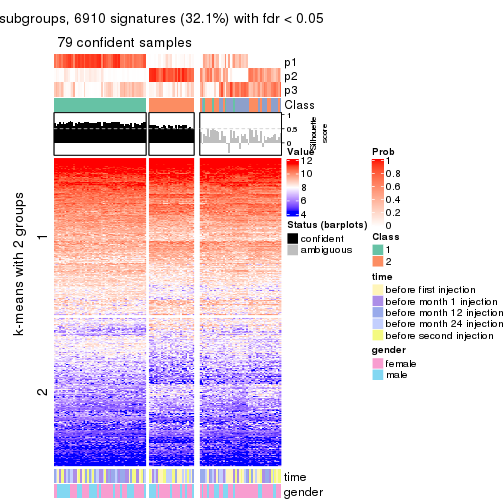 subgroups, 6910 signatures (32.1%) with fdr < 0.05
79 confident samples
p1
p2
p3
Class
1
0.5
0
Silhouette
score
k-means with 2 groups
1
2
time
gender
Value
12
10
8
6
4
Status (barplots)
confident
ambiguous
Prob
1
0.8
0.6
0.4
0.2
0
Class
1
2
time
before first injection
before month 1 injection
before month 12 injection
before month 24 injection
before second injection
gender
female
male